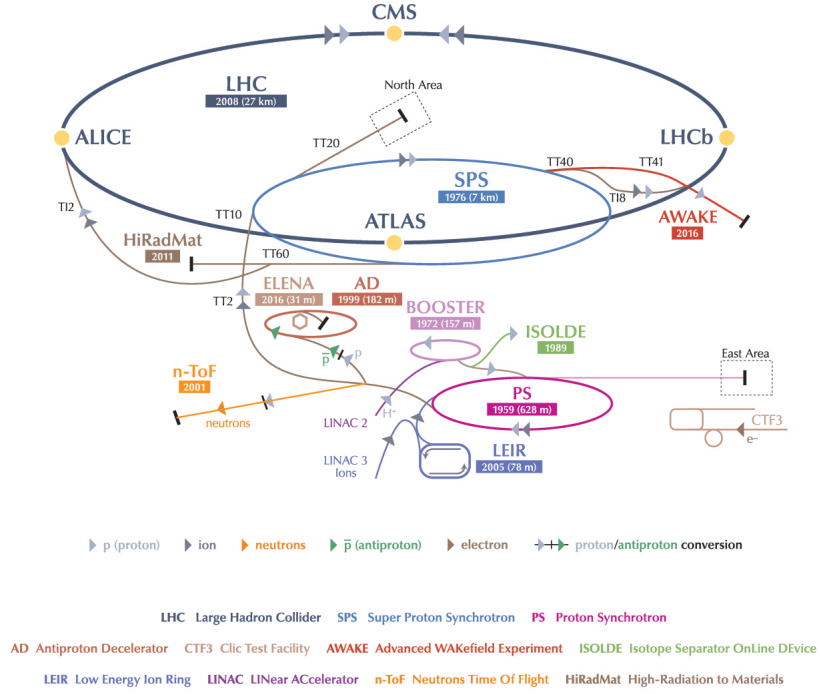 CMS
LHC
2008 (27 km)
North Area
ALICE
TT20
LHCb
TT40
TT41
SPS
1976 (7 km)
TI8
TI2
TT10
ATLAS
AWAKE
2016
HiRadMat
2011
TT60
ELENA
2016 (31 m)
AD
1999 (182 m)
TT2
BOOSTER
1972 (157 m)
ISOLDE
1989
p
p̅
East Area
n-ToF
2001
PS
1959 (628 m)
H⁺
neutrons
LINAC 2
CTF3
e–
LINAC 3
Ions
LEIR
2005 (78 m)
p (proton)
ion
neutrons
p̅ (antiproton)
electron
proton/antiproton conversion
LHC Large Hadron Collider SPS Super Proton Synchrotron PS Proton Synchrotron
AD Antiproton Decelerator CTF3 Clic Test Facility AWAKE Advanced WAKefield Experiment ISOLDE Isotope Separator OnLine DEvice
LEIR Low Energy Ion Ring LINAC LINear ACcelerator n-ToF Neutrons Time Of Flight HiRadMat High-Radiation to Materials